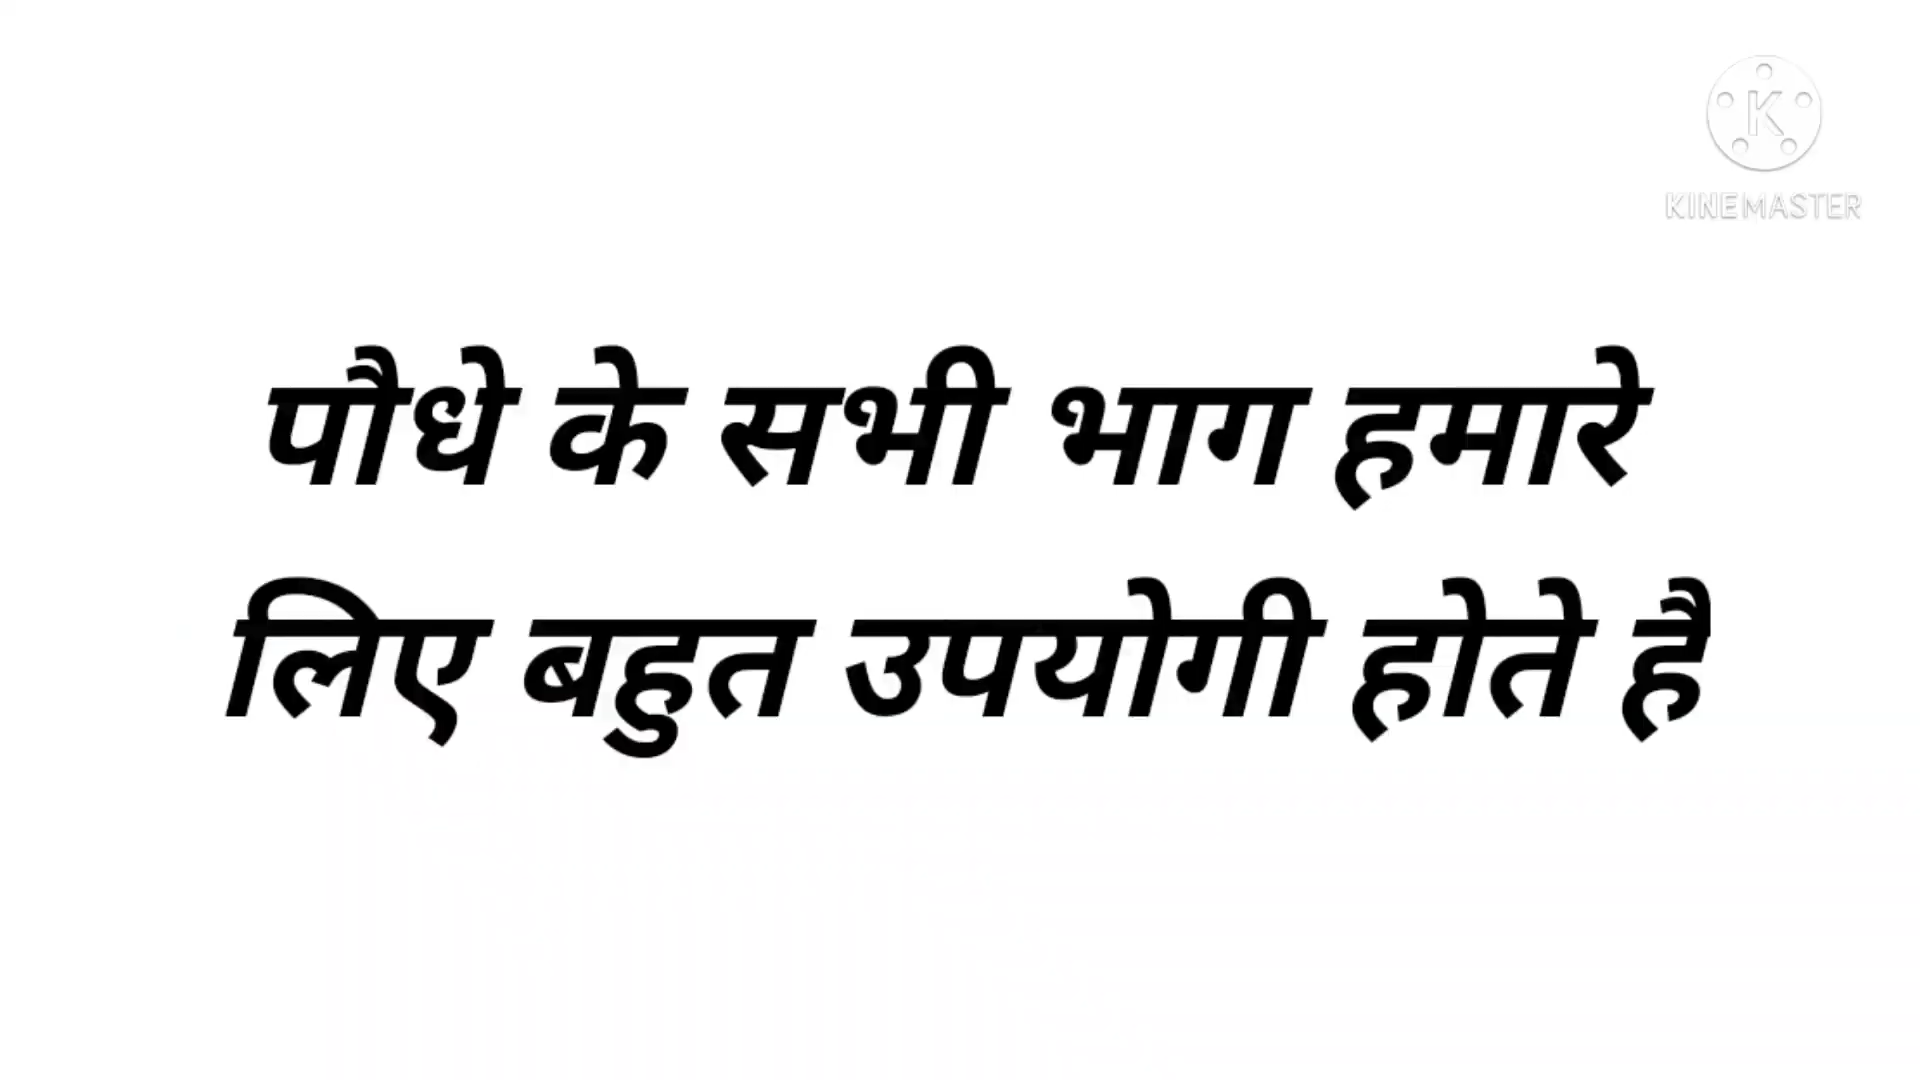 K
KINEMASTER
पौधे के सभी भाग हमारे
लिए बहुत उपयोगी होते है